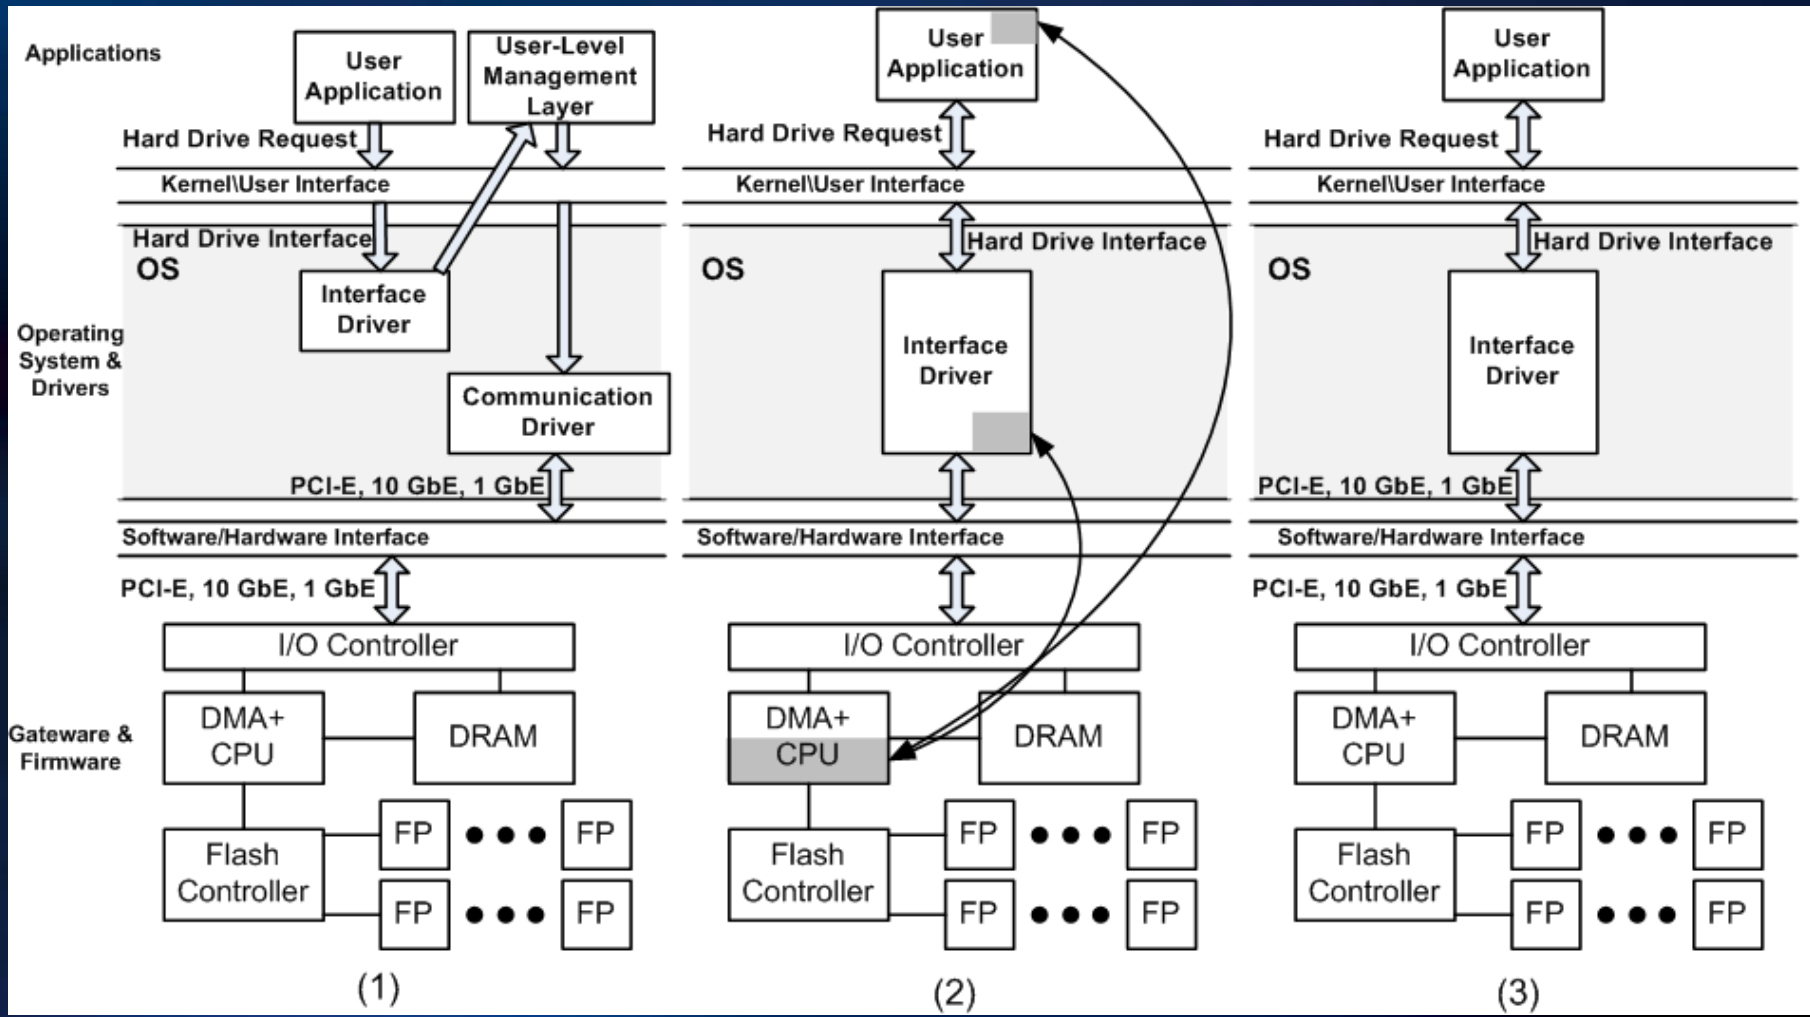 Applications
User
Application
User-Level
Management
Layer
Hard Drive Request
Kernel\User Interface
Hard Drive Interface
OS
Interface
Driver
Operating
System &
Drivers
Communication
Driver
PCI-E, 10 GbE, 1 GbE
Software/Hardware Interface
PCI-E, 10 GbE, 1 GbE
I/O Controller
Gateware &
Firmware
DMA+
CPU
DRAM
Flash
Controller
FP
FP
FP
FP
(1)
User
Application
Hard Drive Request
Kernel\User Interface
Hard Drive Interface
OS
Interface
Driver
Software/Hardware Interface
I/O Controller
DMA+
CPU
DRAM
Flash
Controller
FP
FP
FP
FP
(2)
User
Application
Hard Drive Request
Kernel\User Interface
Hard Drive Interface
OS
Interface
Driver
PCI-E, 10 GbE, 1 GbE
Software/Hardware Interface
PCI-E, 10 GbE, 1 GbE
I/O Controller
DMA+
CPU
DRAM
Flash
Controller
FP
FP
FP
FP
(3)